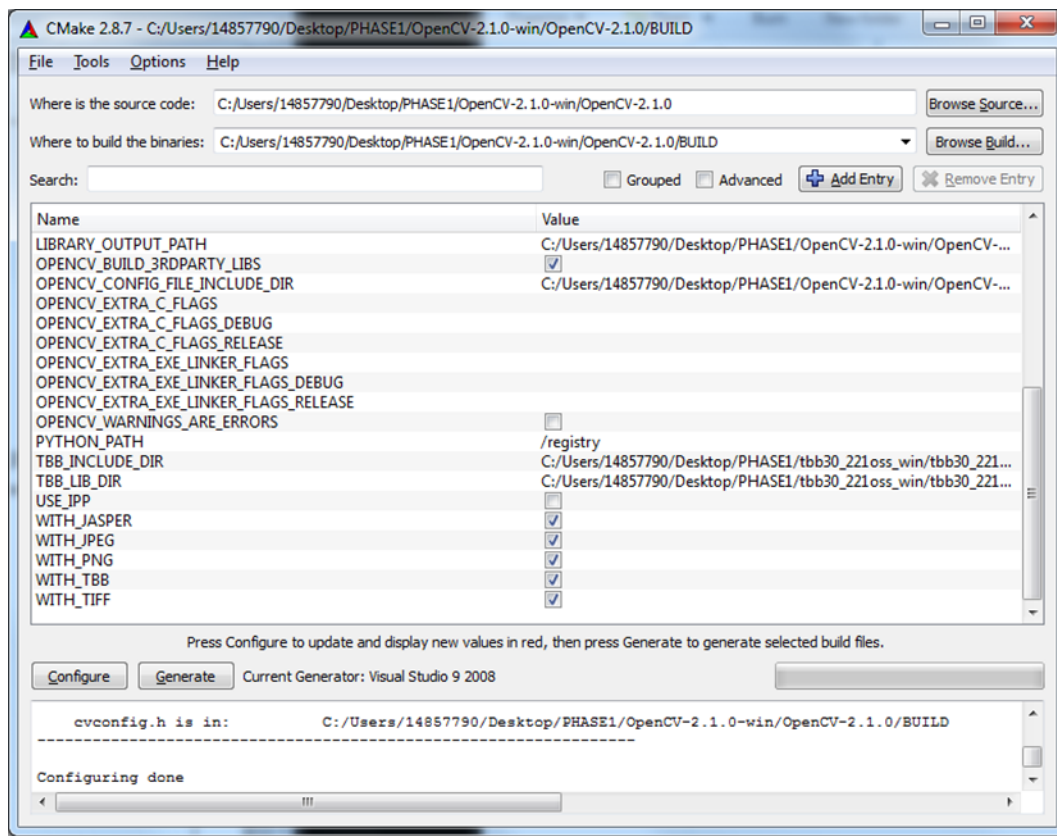 CMake 2.8.7 - C:/Users/14857790/Desktop/PHASE1/OpenCV-2.1.0-win/OpenCV-2.1.0/BUILD
File Tools Options Help
Where is the source code: C:/Users/14857790/Desktop/PHASE1/OpenCV-2.1.0-win/OpenCV-2.1.0 Browse Source...
Where to build the binaries: C:/Users/14857790/Desktop/PHASE1/OpenCV-2.1.0-win/OpenCV-2.1.0/BUILD Browse Build...
Search: Grouped Advanced Add Entry Remove Entry
Name Value
LIBRARY_OUTPUT_PATH C:/Users/14857790/Desktop/PHASE1/OpenCV-2.1.0-win/OpenCV-...
OPENCV_BUILD_3RDPARTY_LIBS
OPENCV_CONFIG_FILE_INCLUDE_DIR C:/Users/14857790/Desktop/PHASE1/OpenCV-2.1.0-win/OpenCV-...
OPENCV_EXTRA_C_FLAGS
OPENCV_EXTRA_C_FLAGS_DEBUG
OPENCV_EXTRA_C_FLAGS_RELEASE
OPENCV_EXTRA_EXE_LINKER_FLAGS
OPENCV_EXTRA_EXE_LINKER_FLAGS_DEBUG
OPENCV_EXTRA_EXE_LINKER_FLAGS_RELEASE
OPENCV_WARNINGS_ARE_ERRORS
PYTHON_PATH /registry
TBB_INCLUDE_DIR C:/Users/14857790/Desktop/PHASE1/tbb30_221oss_win/tbb30_221...
TBB_LIB_DIR C:/Users/14857790/Desktop/PHASE1/tbb30_221oss_win/tbb30_221...
USE_IPP
WITH_JASPER
WITH_JPEG
WITH_PNG
WITH_TBB
WITH_TIFF
Press Configure to update and display new values in red, then press Generate to generate selected build files.
Configure Generate Current Generator: Visual Studio 9 2008
cvconfig.h is in: C:/Users/14857790/Desktop/PHASE1/OpenCV-2.1.0-win/OpenCV-2.1.0/BUILD
-----------------------------------------------------------------
Configuring done